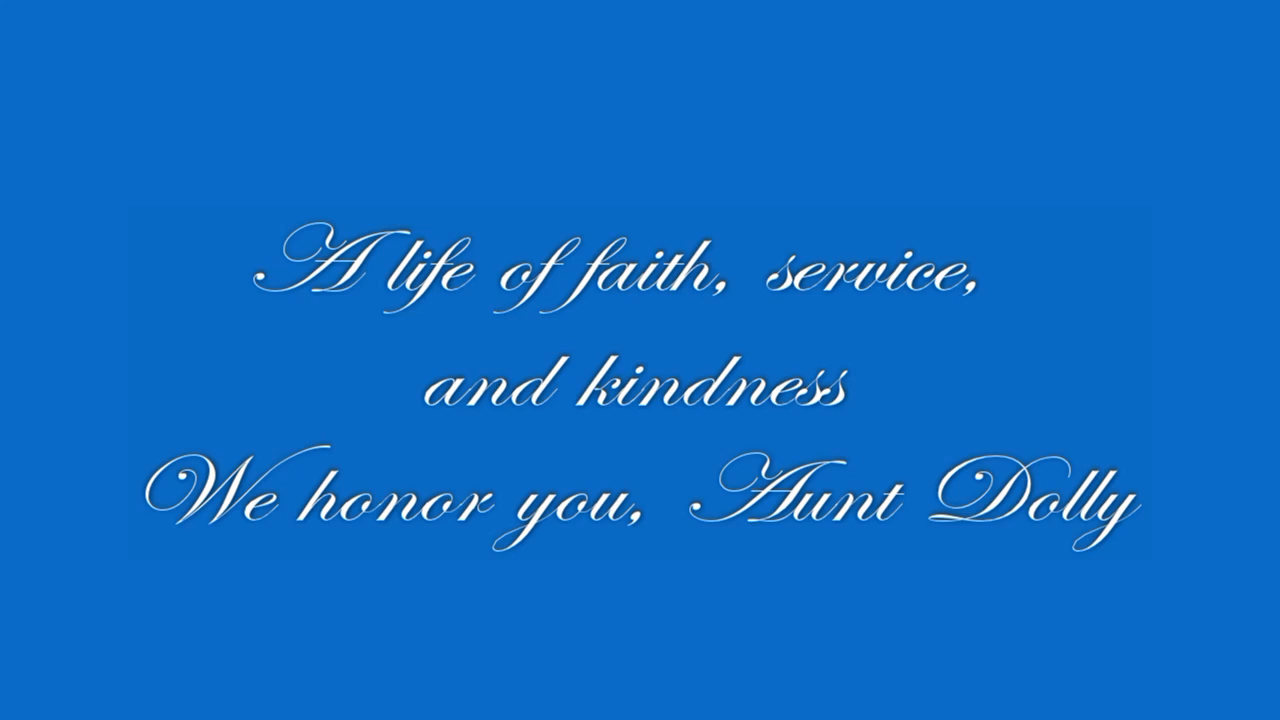 A life of faith, service,
and kindness
We honor you, Aunt Dolly